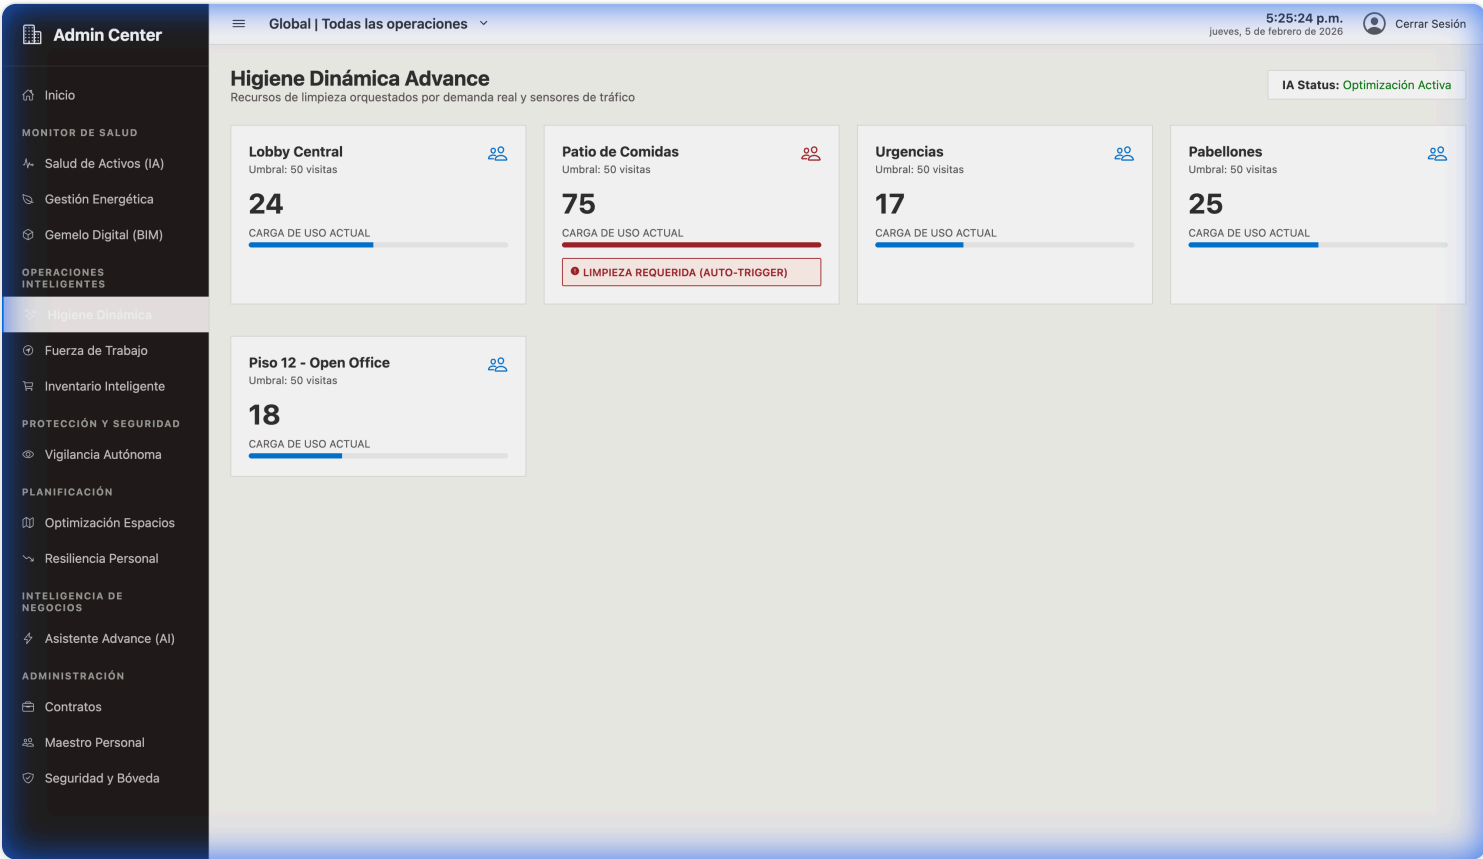 Admin Center
Inicio
MONITOR DE SALUD
Salud de Activos (IA)
Gestión Energética
Gemelo Digital (BIM)
OPERACIONES
INTELIGENTES
Higiene Dinámica
Fuerza de Trabajo
Inventario Inteligente
PROTECCIÓN Y SEGURIDAD
Vigilancia Autónoma
PLANIFICACIÓN
Optimización Espacios
Resiliencia Personal
INTELIGENCIA DE
NEGOCIOS
Asistente Advance (AI)
ADMINISTRACIÓN
Contratos
Maestro Personal
Seguridad y Bóveda
Global | Todas las operaciones
5:25:24 p.m.
jueves, 5 de febrero de 2026
Cerrar Sesión
Higiene Dinámica Advance
Recursos de limpieza orquestados por demanda real y sensores de tráfico
IA Status: Optimización Activa
Lobby Central
Umbral: 50 visitas
24
CARGA DE USO ACTUAL
Patio de Comidas
Umbral: 50 visitas
75
CARGA DE USO ACTUAL
LIMPIEZA REQUERIDA (AUTO-TRIGGER)
Urgencias
Umbral: 50 visitas
17
CARGA DE USO ACTUAL
Pabellones
Umbral: 50 visitas
25
CARGA DE USO ACTUAL
Piso 12 - Open Office
Umbral: 50 visitas
18
CARGA DE USO ACTUAL